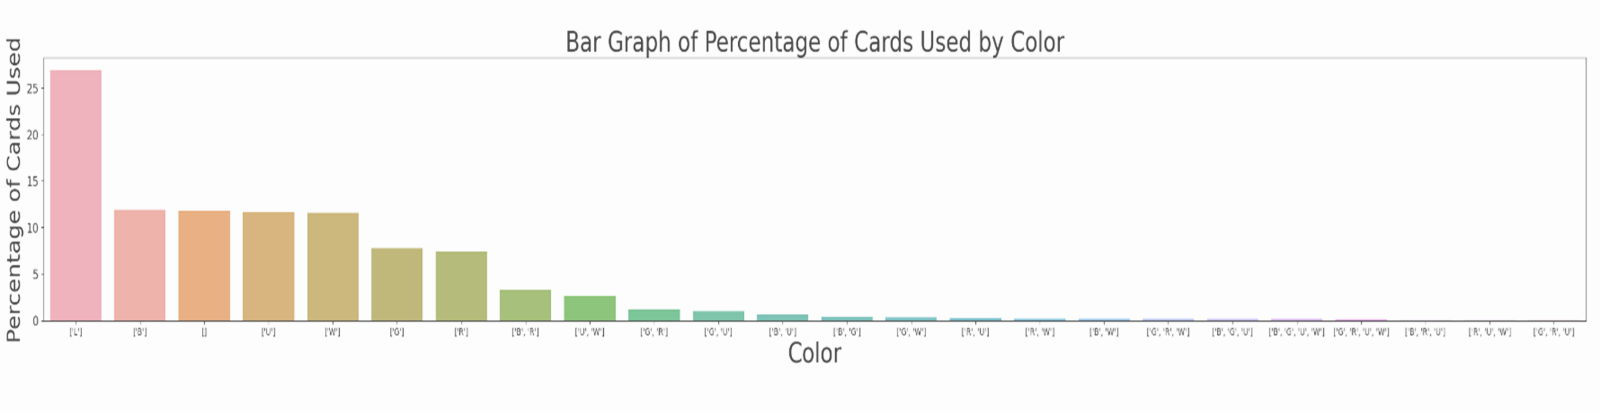 Bar Graph of Percentage of Cards Used by Color
Percentage of Cards Used
25
20
15
10
5
0
['L'] ['B'] [] ['U'] ['W'] ['G'] ['R'] ['B', 'R'] ['U', 'W'] ['G', 'R'] ['G', 'U'] ['B', 'U'] ['B', 'G'] ['G', 'W'] ['R', 'U'] ['R', 'W'] ['B', 'W'] ['G', 'R', 'W'] ['B', 'G', 'U'] ['B', 'G', 'U', 'W'] ['G', 'R', 'U', 'W'] ['B', 'R', 'U'] ['R', 'U', 'W'] ['G', 'R', 'U']
Color